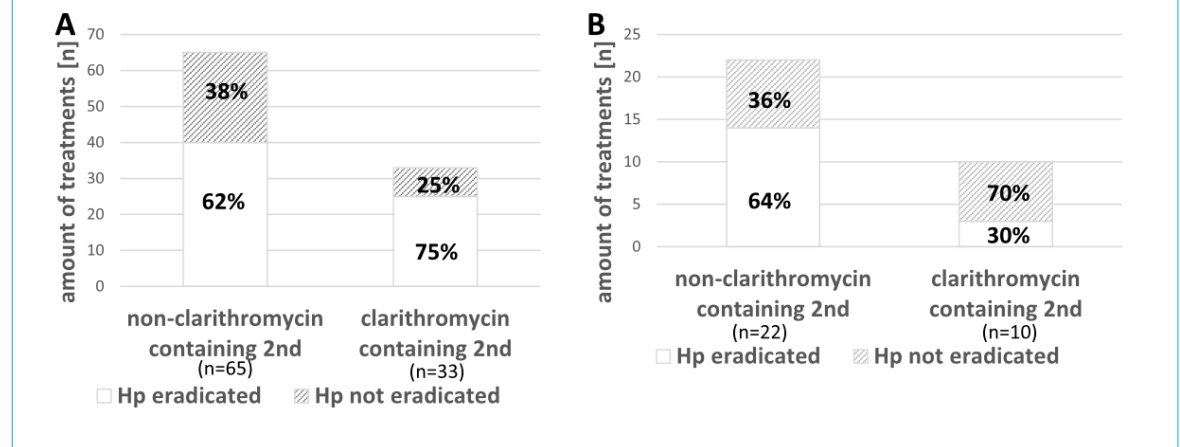 A
amount of treatments [n]
70
60
50
40
30
20
10
0
38%
62%
25%
75%
non-clarithromycin
containing 2nd
(n=65)
clarithromycin
containing 2nd
(n=33)
Hp eradicated
Hp not eradicated
B
amount of treatments [n]
25
20
15
10
5
0
36%
64%
70%
30%
non-clarithromycin
containing 2nd
(n=22)
clarithromycin
containing 2nd
(n=10)
Hp eradicated
Hp not eradicated